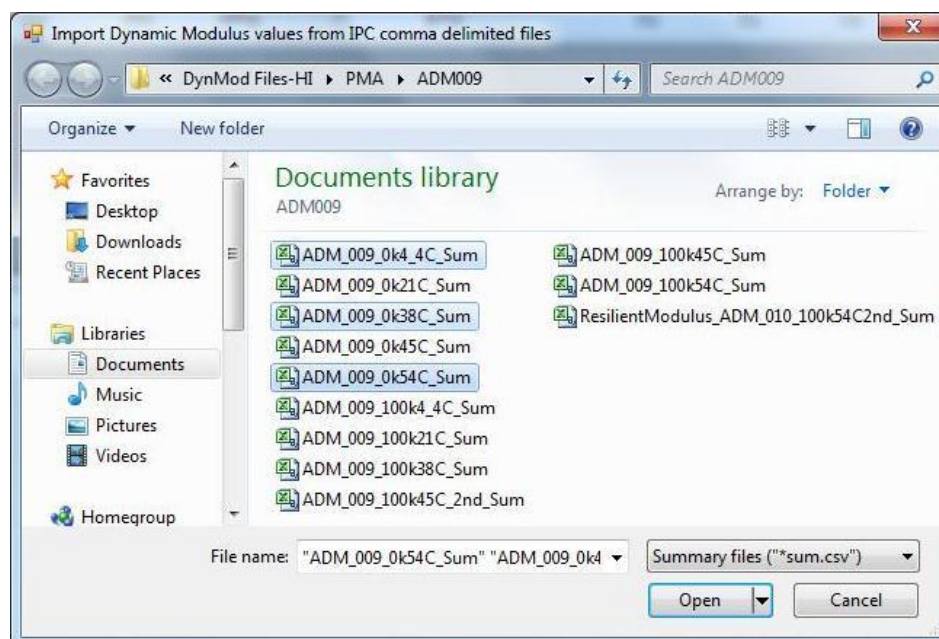 Import Dynamic Modulus values from IPC comma delimited files
« DynMod Files-HI ▸ PMA ▸ ADM009
Search ADM009
Organize ▾ New folder
Favorites
Desktop
Downloads
Recent Places
Libraries
Documents
Music
Pictures
Videos
Homegroup
Documents library
ADM009
Arrange by: Folder ▾
ADM_009_0k4_4C_Sum
ADM_009_0k21C_Sum
ADM_009_0k38C_Sum
ADM_009_0k45C_Sum
ADM_009_0k54C_Sum
ADM_009_100k4_4C_Sum
ADM_009_100k21C_Sum
ADM_009_100k38C_Sum
ADM_009_100k45C_2nd_Sum
ADM_009_100k45C_Sum
ADM_009_100k54C_Sum
ResilientModulus_ADM_010_100k54C2nd_Sum
File name: "ADM_009_0k54C_Sum" "ADM_009_0k4
Summary files ("*sum.csv")
Open
Cancel